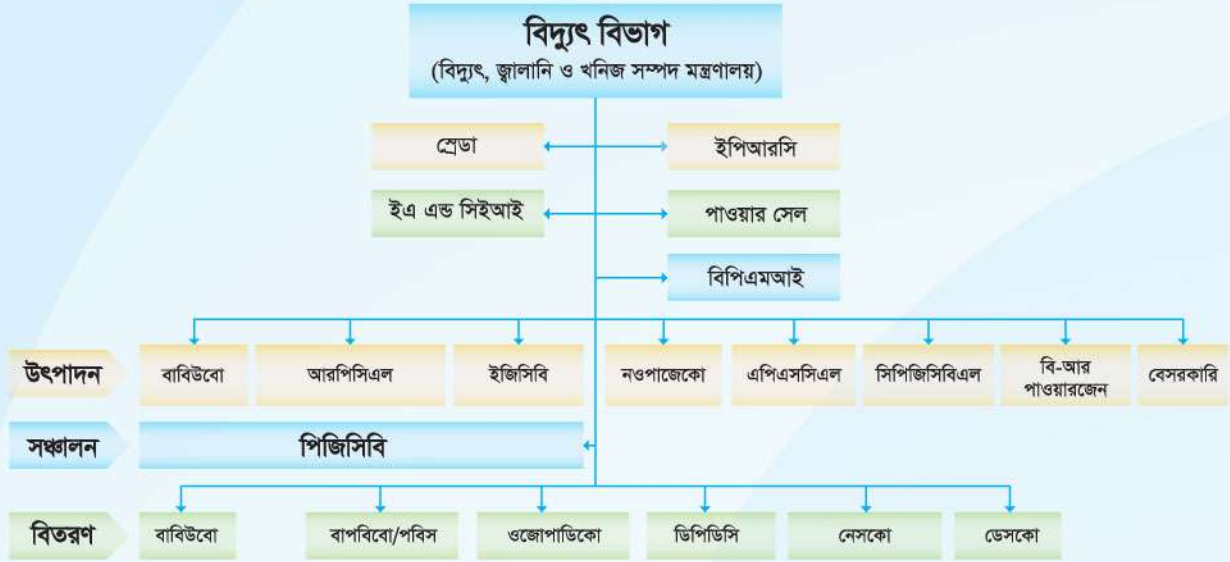 বিদ্যুৎ বিভাগ
(বিদ্যুৎ, জ্বালানি ও খনিজ সম্পদ মন্ত্রণালয়)
স্রেডা
ইপিআরসি
ইএ এন্ড সিইআই
পাওয়ার সেল
বিপিএমআই
উৎপাদন
বাবিউবো
আরপিসিএল
ইজিসিবি
নওপাজেকো
এপিএসসিএল
সিপিজিসিবিএল
বি-আর
পাওয়ারজেন
বেসরকারি
সঞ্চালন
পিজিসিবি
বিতরণ
বাবিউবো
বাপবিবো/পবিস
ওজোপাডিকো
ডিপিডিসি
নেসকো
ডেসকো